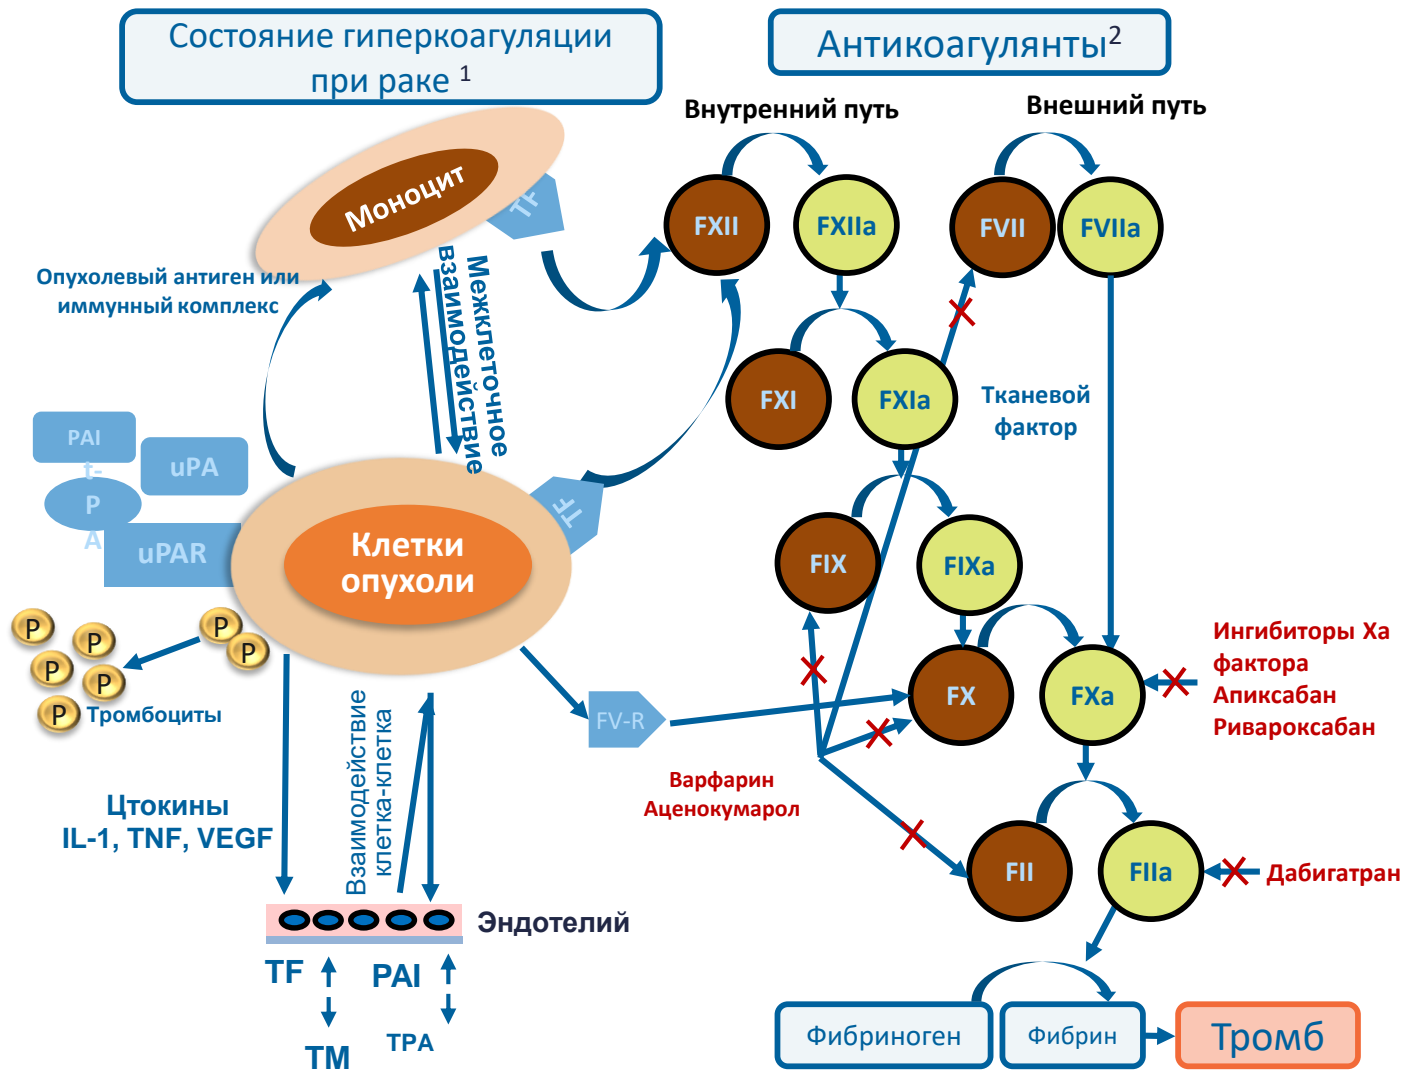 Состояние гиперкоагуляции
при раке 1
Антикоагулянты2
Внутренний путь
Внешний путь
Моноцит
TF
FXII
FXIIa
FVII
FVIIa
Опухолевый антиген или
иммунный комплекс
Межклеточное
взаимодействие
FXI
FXIa
Тканевой
фактор
PAI
t-
P
A
uPA
uPAR
TF
Клетки
опухоли
FIX
FIXa
P
P
P
P
P
P
P
Тромбоциты
FV-R
FX
FXa
Ингибиторы Xa
фактора
Апиксабан
Ривароксабан
Варфарин
Аценокумарол
Цтокины
IL-1, TNF, VEGF
Взаимодействие
клетка-клетка
FII
FIIa
Дабигатран
Эндотелий
TF
PAI
TM
TPA
Фибриноген
Фибрин
Тромб